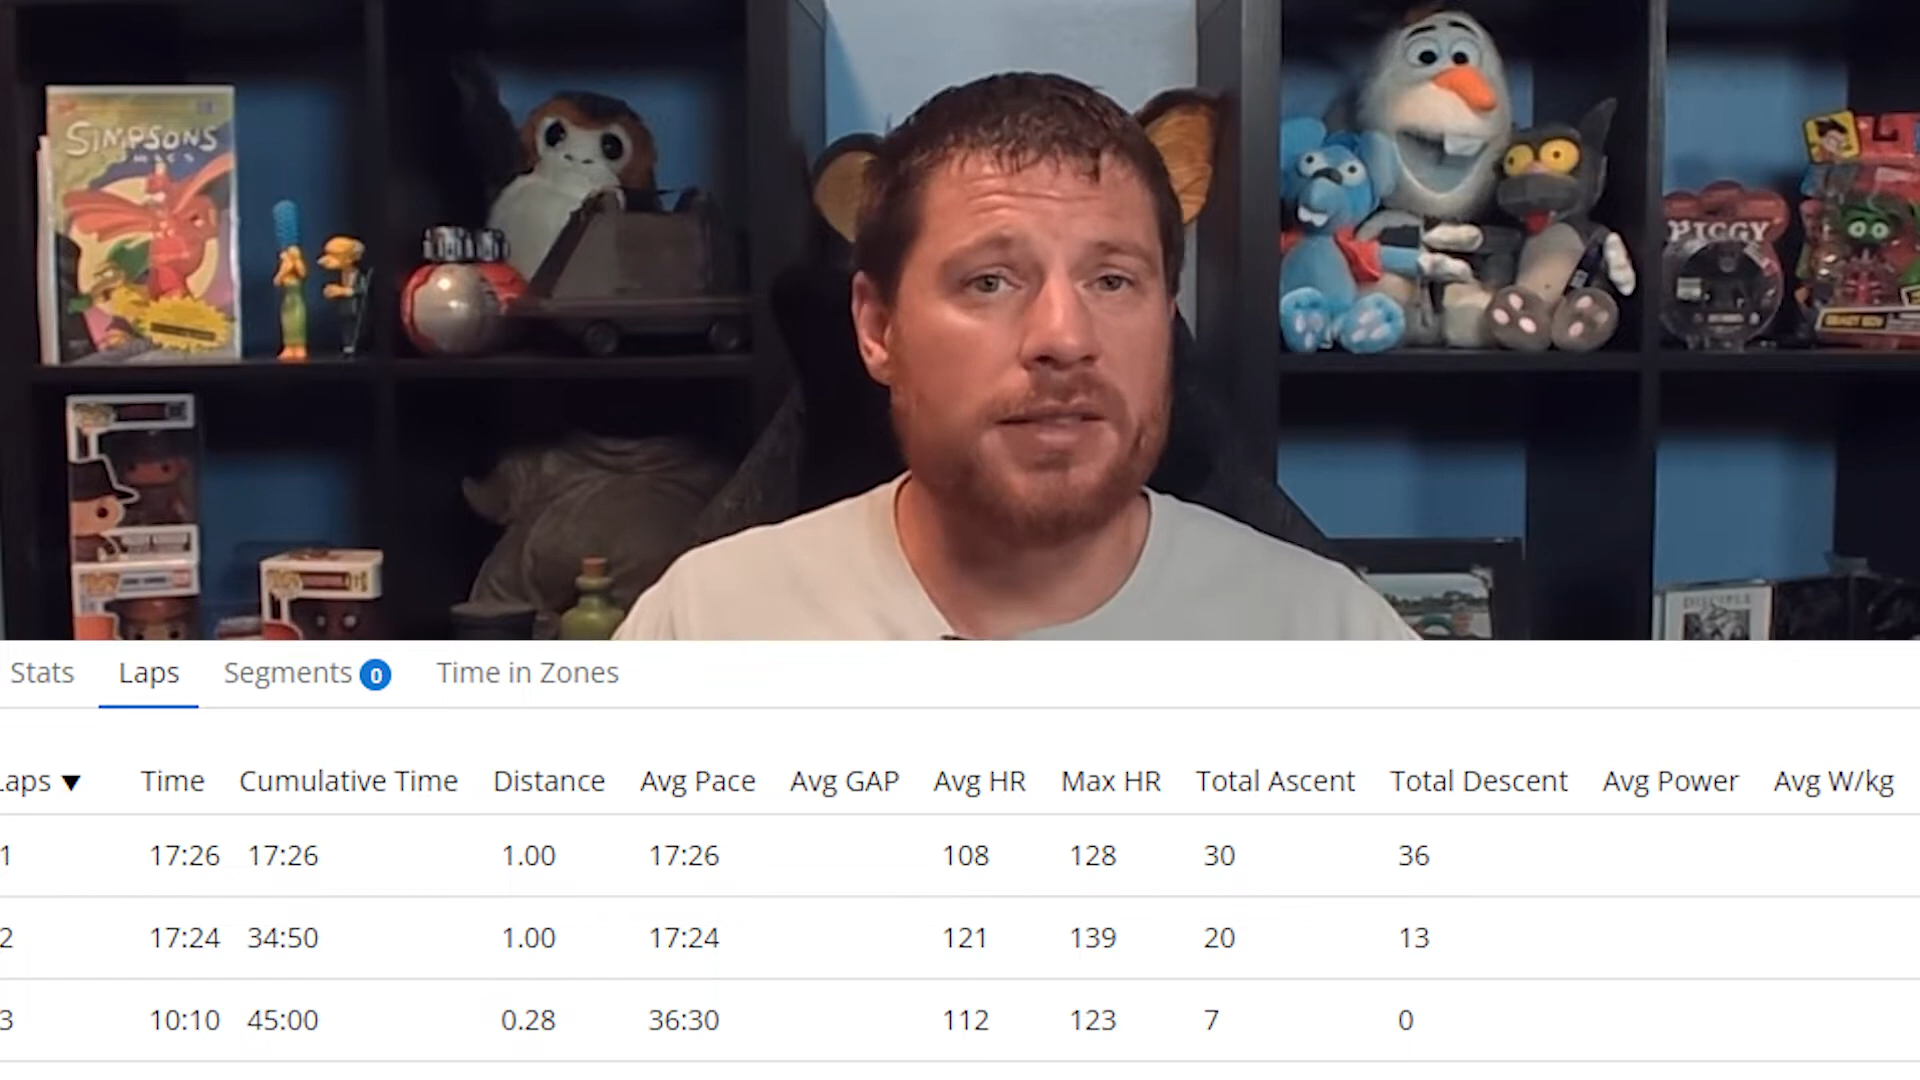 SIMPSONS
PIGGY
DISCIPLE
Stats Laps Segments 0 Time in Zones
Laps ▼ Time Cumulative Time Distance Avg Pace Avg GAP Avg HR Max HR Total Ascent Total Descent Avg Power Avg W/kg
1 17:26 17:26 1.00 17:26 108 128 30 36
2 17:24 34:50 1.00 17:24 121 139 20 13
3 10:10 45:00 0.28 36:30 112 123 7 0